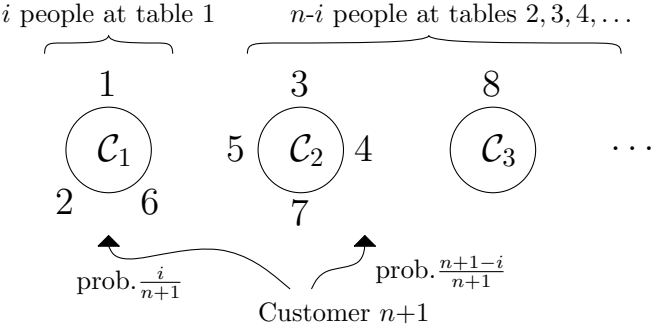 i people at table 1
n-i people at tables 2, 3, 4, ...
1
3
8
C₁
5
C₂
4
C₃
...
2
6
7
prob. i/(n+1)
prob. (n+1−i)/(n+1)
Customer n+1